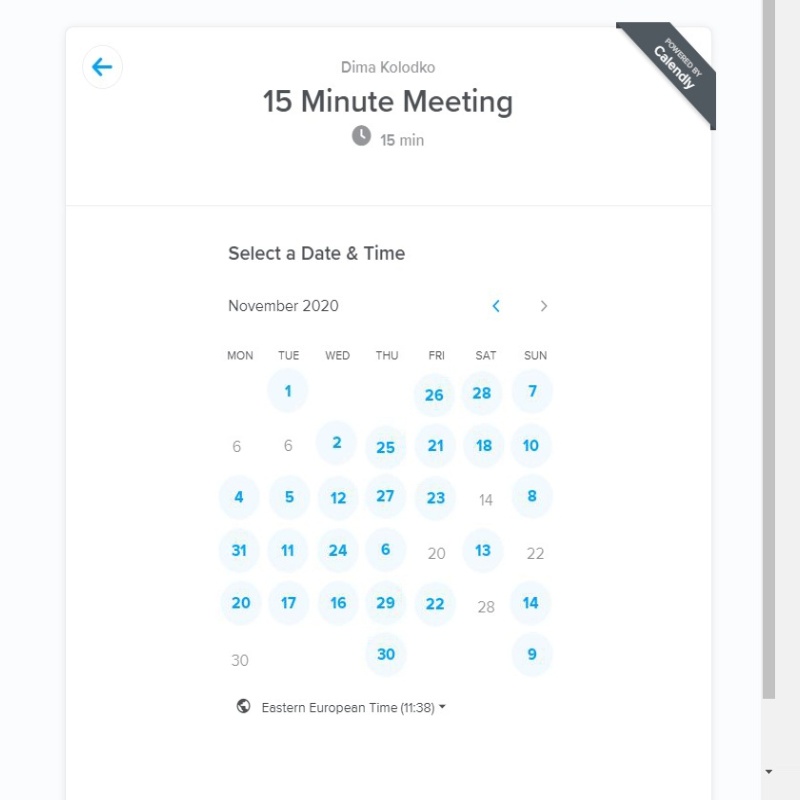 POWERED BY
Calendly
Dima Kolodko
15 Minute Meeting
15 min
Select a Date & Time
November 2020
MON TUE WED THU FRI SAT SUN
1 26 28 7
6 6 2 25 21 18 10
4 5 12 27 23 14 8
31 11 24 6 20 13 22
20 17 16 29 22 28 14
30 30 9
Eastern European Time (11:38)